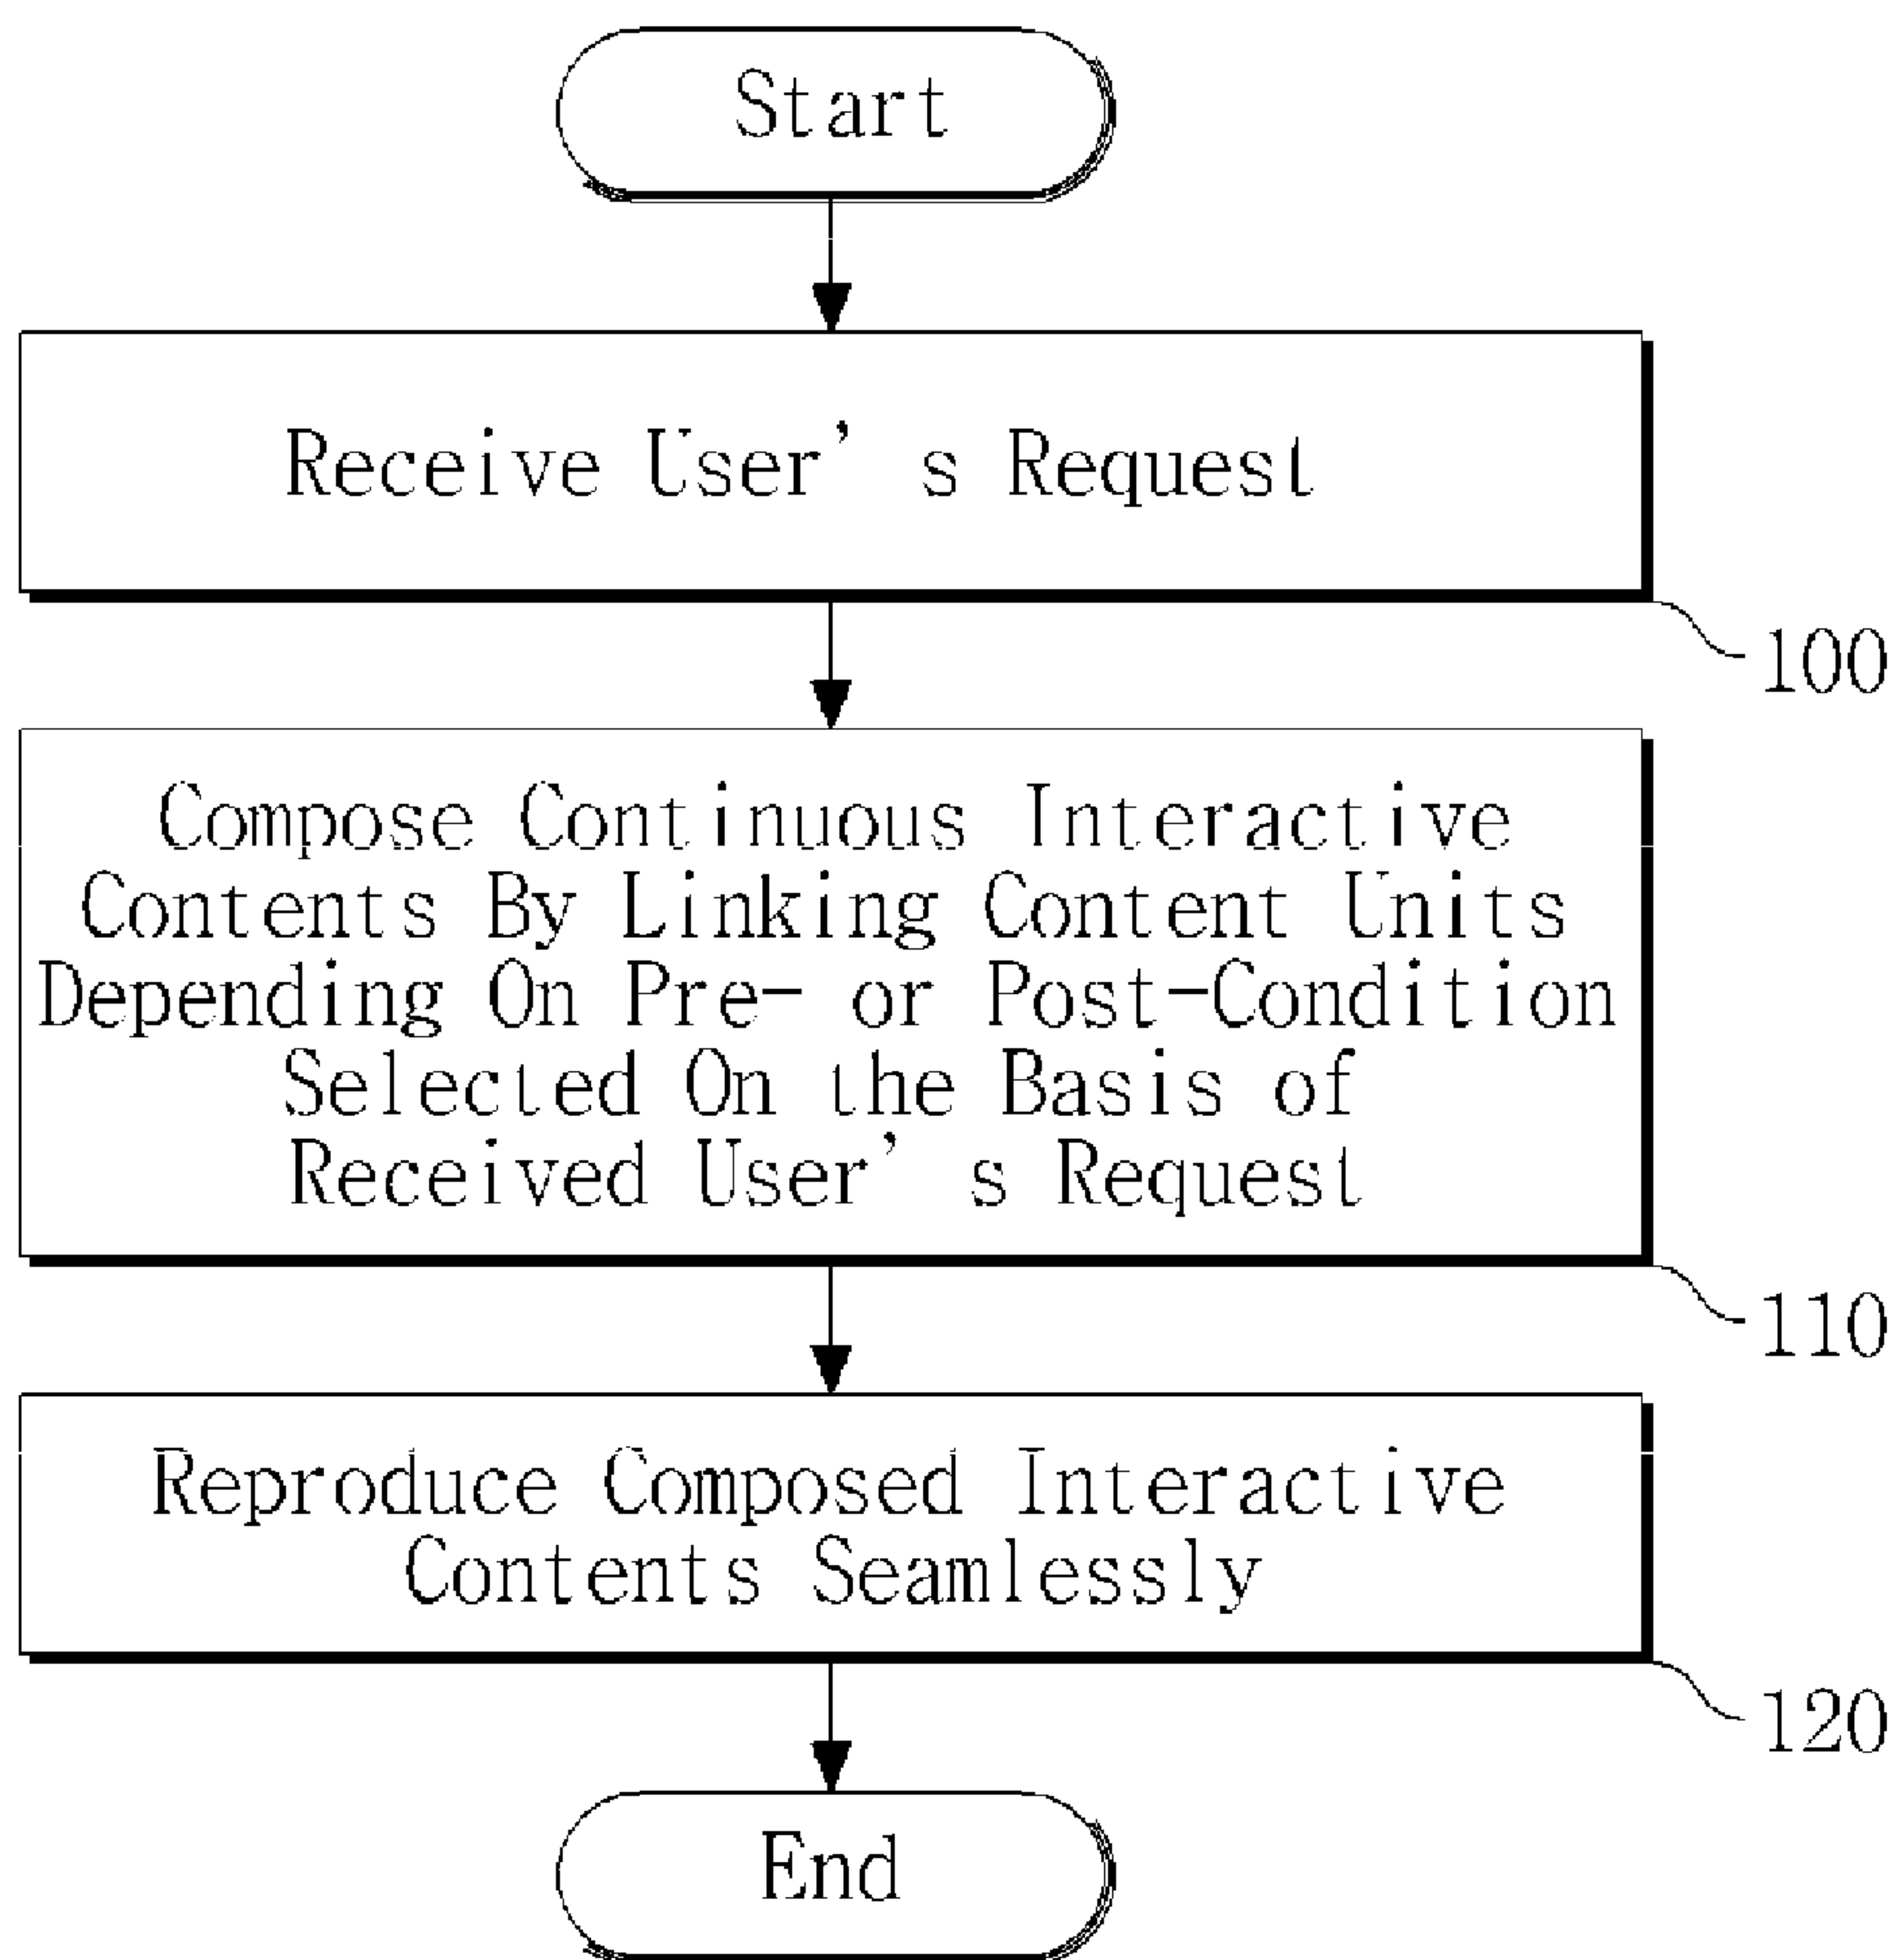 Start
Receive User's Request
100
Compose Continuous Interactive
Contents By Linking Content Units
Depending On Pre- or Post-Condition
Selected On the Basis of
Received User's Request
110
Reproduce Composed Interactive
Contents Seamlessly
120
End